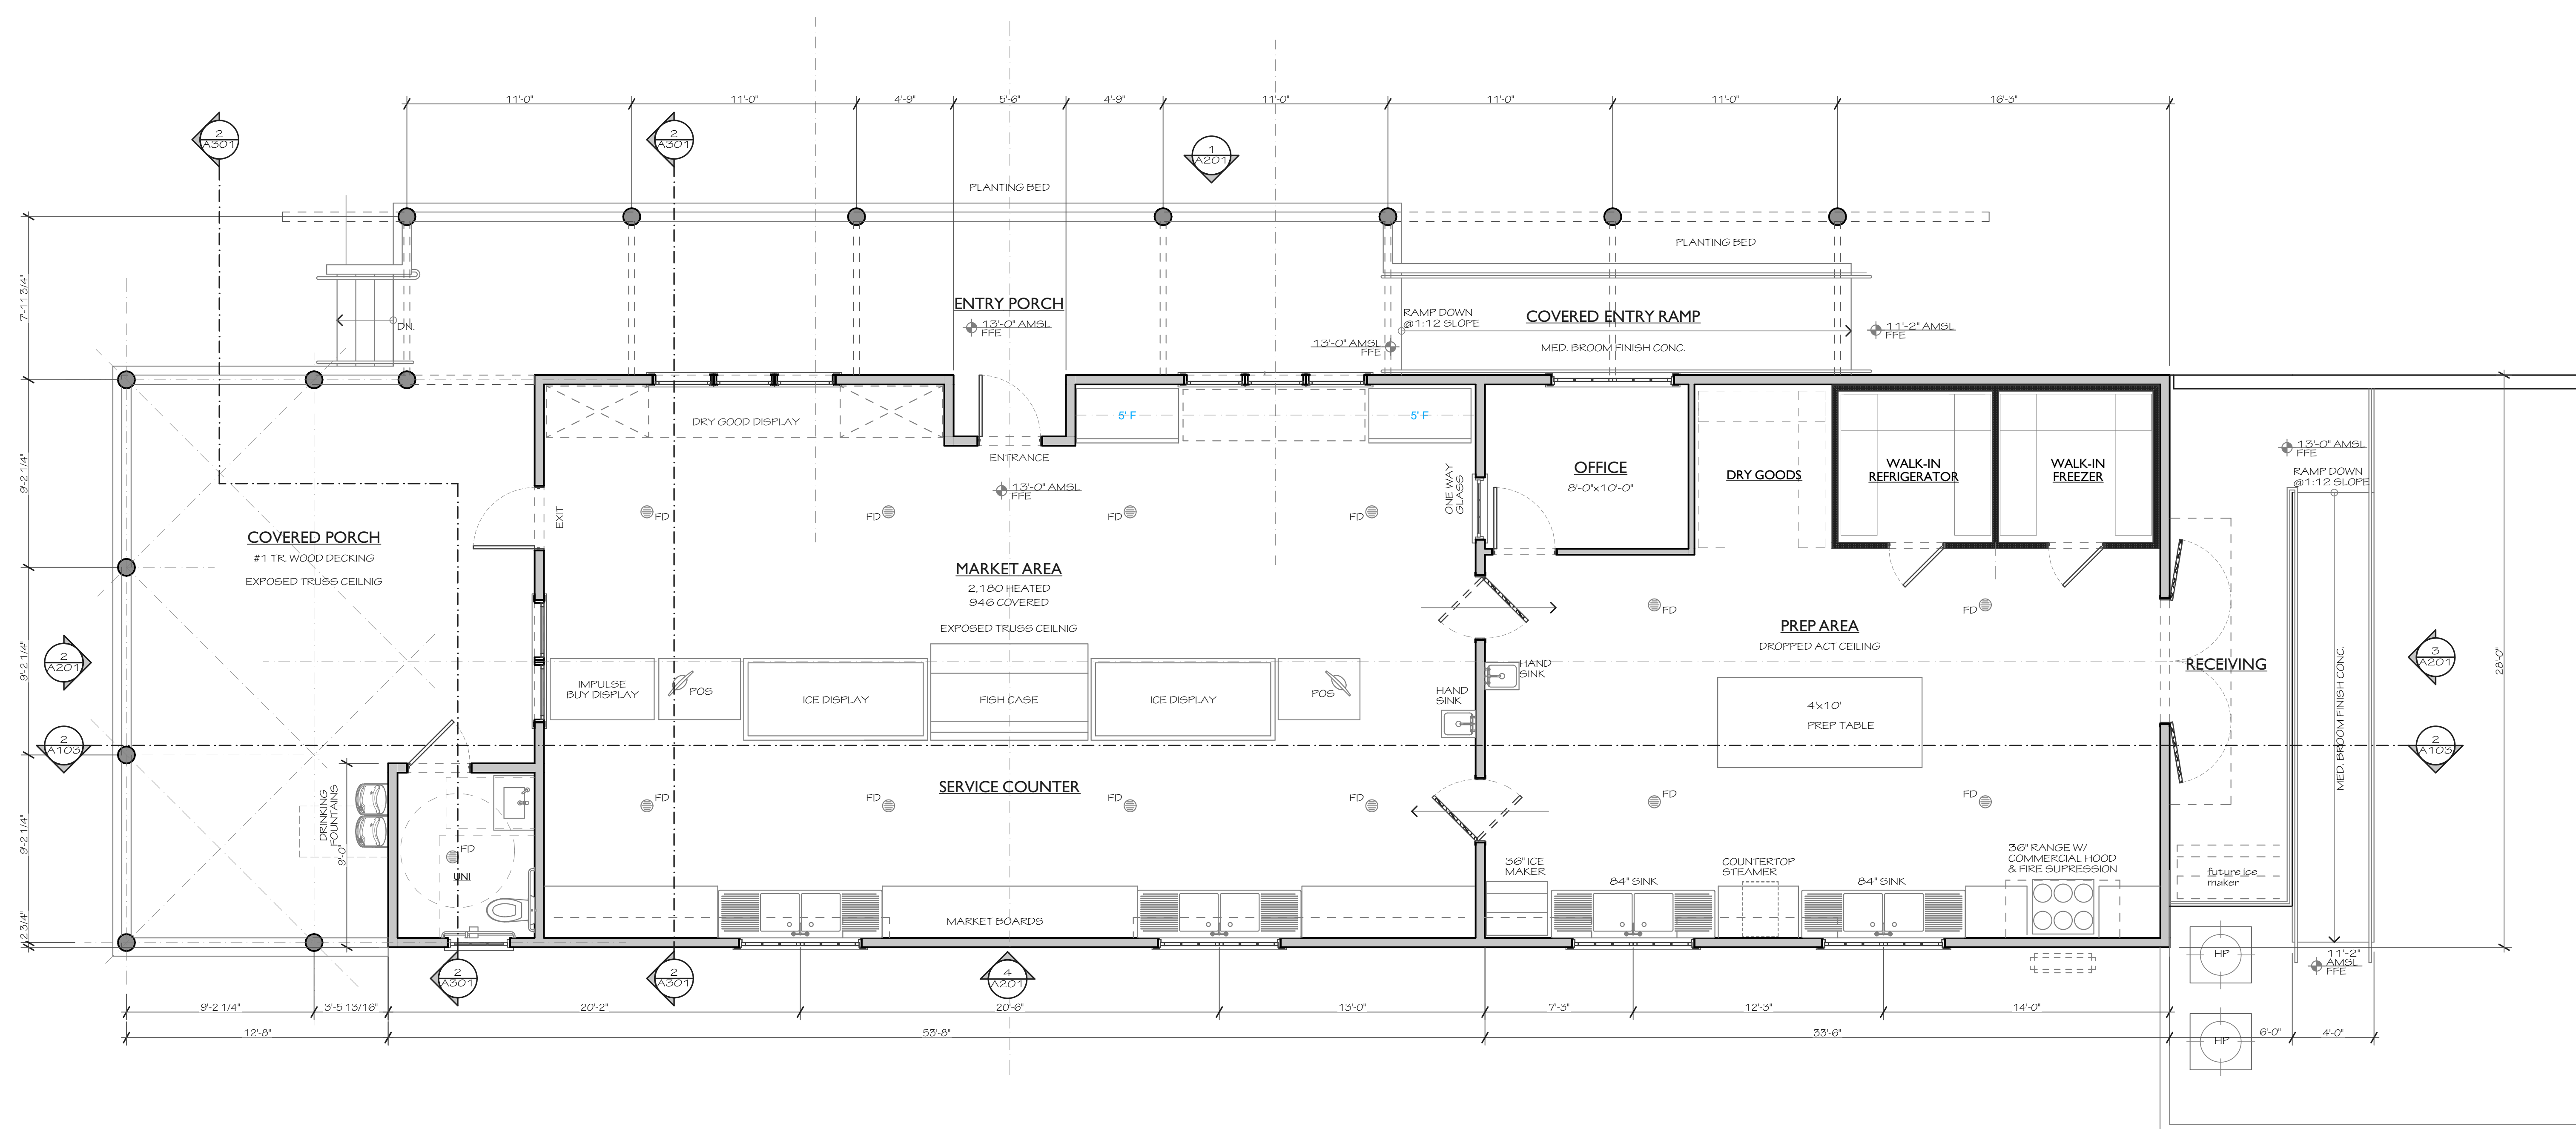 11'-0"
11'-0"
4'-9"
5'-6"
4'-9"
11'-0"
11'-0"
11'-0"
16'-3"
2
A301
2
A301
1
A201
PLANTING BED
PLANTING BED
7'-11 3/4"
DN.
ENTRY PORCH
13'-0" AMSL
FFE
RAMP DOWN
@1:12 SLOPE
COVERED ENTRY RAMP
13'-0" AMSL
FFE
MED. BROOM FINISH CONC.
11'-2" AMSL
FFE
DRY GOOD DISPLAY
5' F
5' F
ENTRANCE
13'-0" AMSL
FFE
EXIT
ONE WAY
GLASS
OFFICE
8'-0"x10'-0"
DRY GOODS
WALK-IN
REFRIGERATOR
WALK-IN
FREEZER
13'-0" AMSL
FFE
RAMP DOWN
@1:12 SLOPE
9'-2 1/4"
FD
FD
FD
FD
COVERED PORCH
#1 TR. WOOD DECKING
EXPOSED TRUSS CEILNIG
MARKET AREA
2,180 HEATED
946 COVERED
EXPOSED TRUSS CEILNIG
FD
FD
PREP AREA
DROPPED ACT CEILING
RECEIVING
MED. BROOM FINISH CONC.
28'-0"
9'-2 1/4"
2
A201
3
A201
IMPULSE
BUY DISPLAY
POS
ICE DISPLAY
FISH CASE
ICE DISPLAY
POS
HAND
SINK
HAND
SINK
4'x10'
PREP TABLE
2
A103
2
A103
SERVICE COUNTER
FD
FD
FD
FD
FD
FD
9'-2 1/4"
DRINKING
FOUNTAINS
9'-0"
FD
UNI
MARKET BOARDS
36" ICE
MAKER
84" SINK
COUNTERTOP
STEAMER
84" SINK
36" RANGE W/
COMMERCIAL HOOD
& FIRE SUPRESSION
future ice
maker
2 3/4"
2
A301
2
A301
4
A201
HP
11'-2"
AMSL
FFE
9'-2 1/4"
3'-5 13/16"
20'-2"
20'-6"
13'-0"
7'-3"
12'-3"
14'-0"
12'-8"
53'-8"
33'-6"
6'-0"
4'-0"
HP